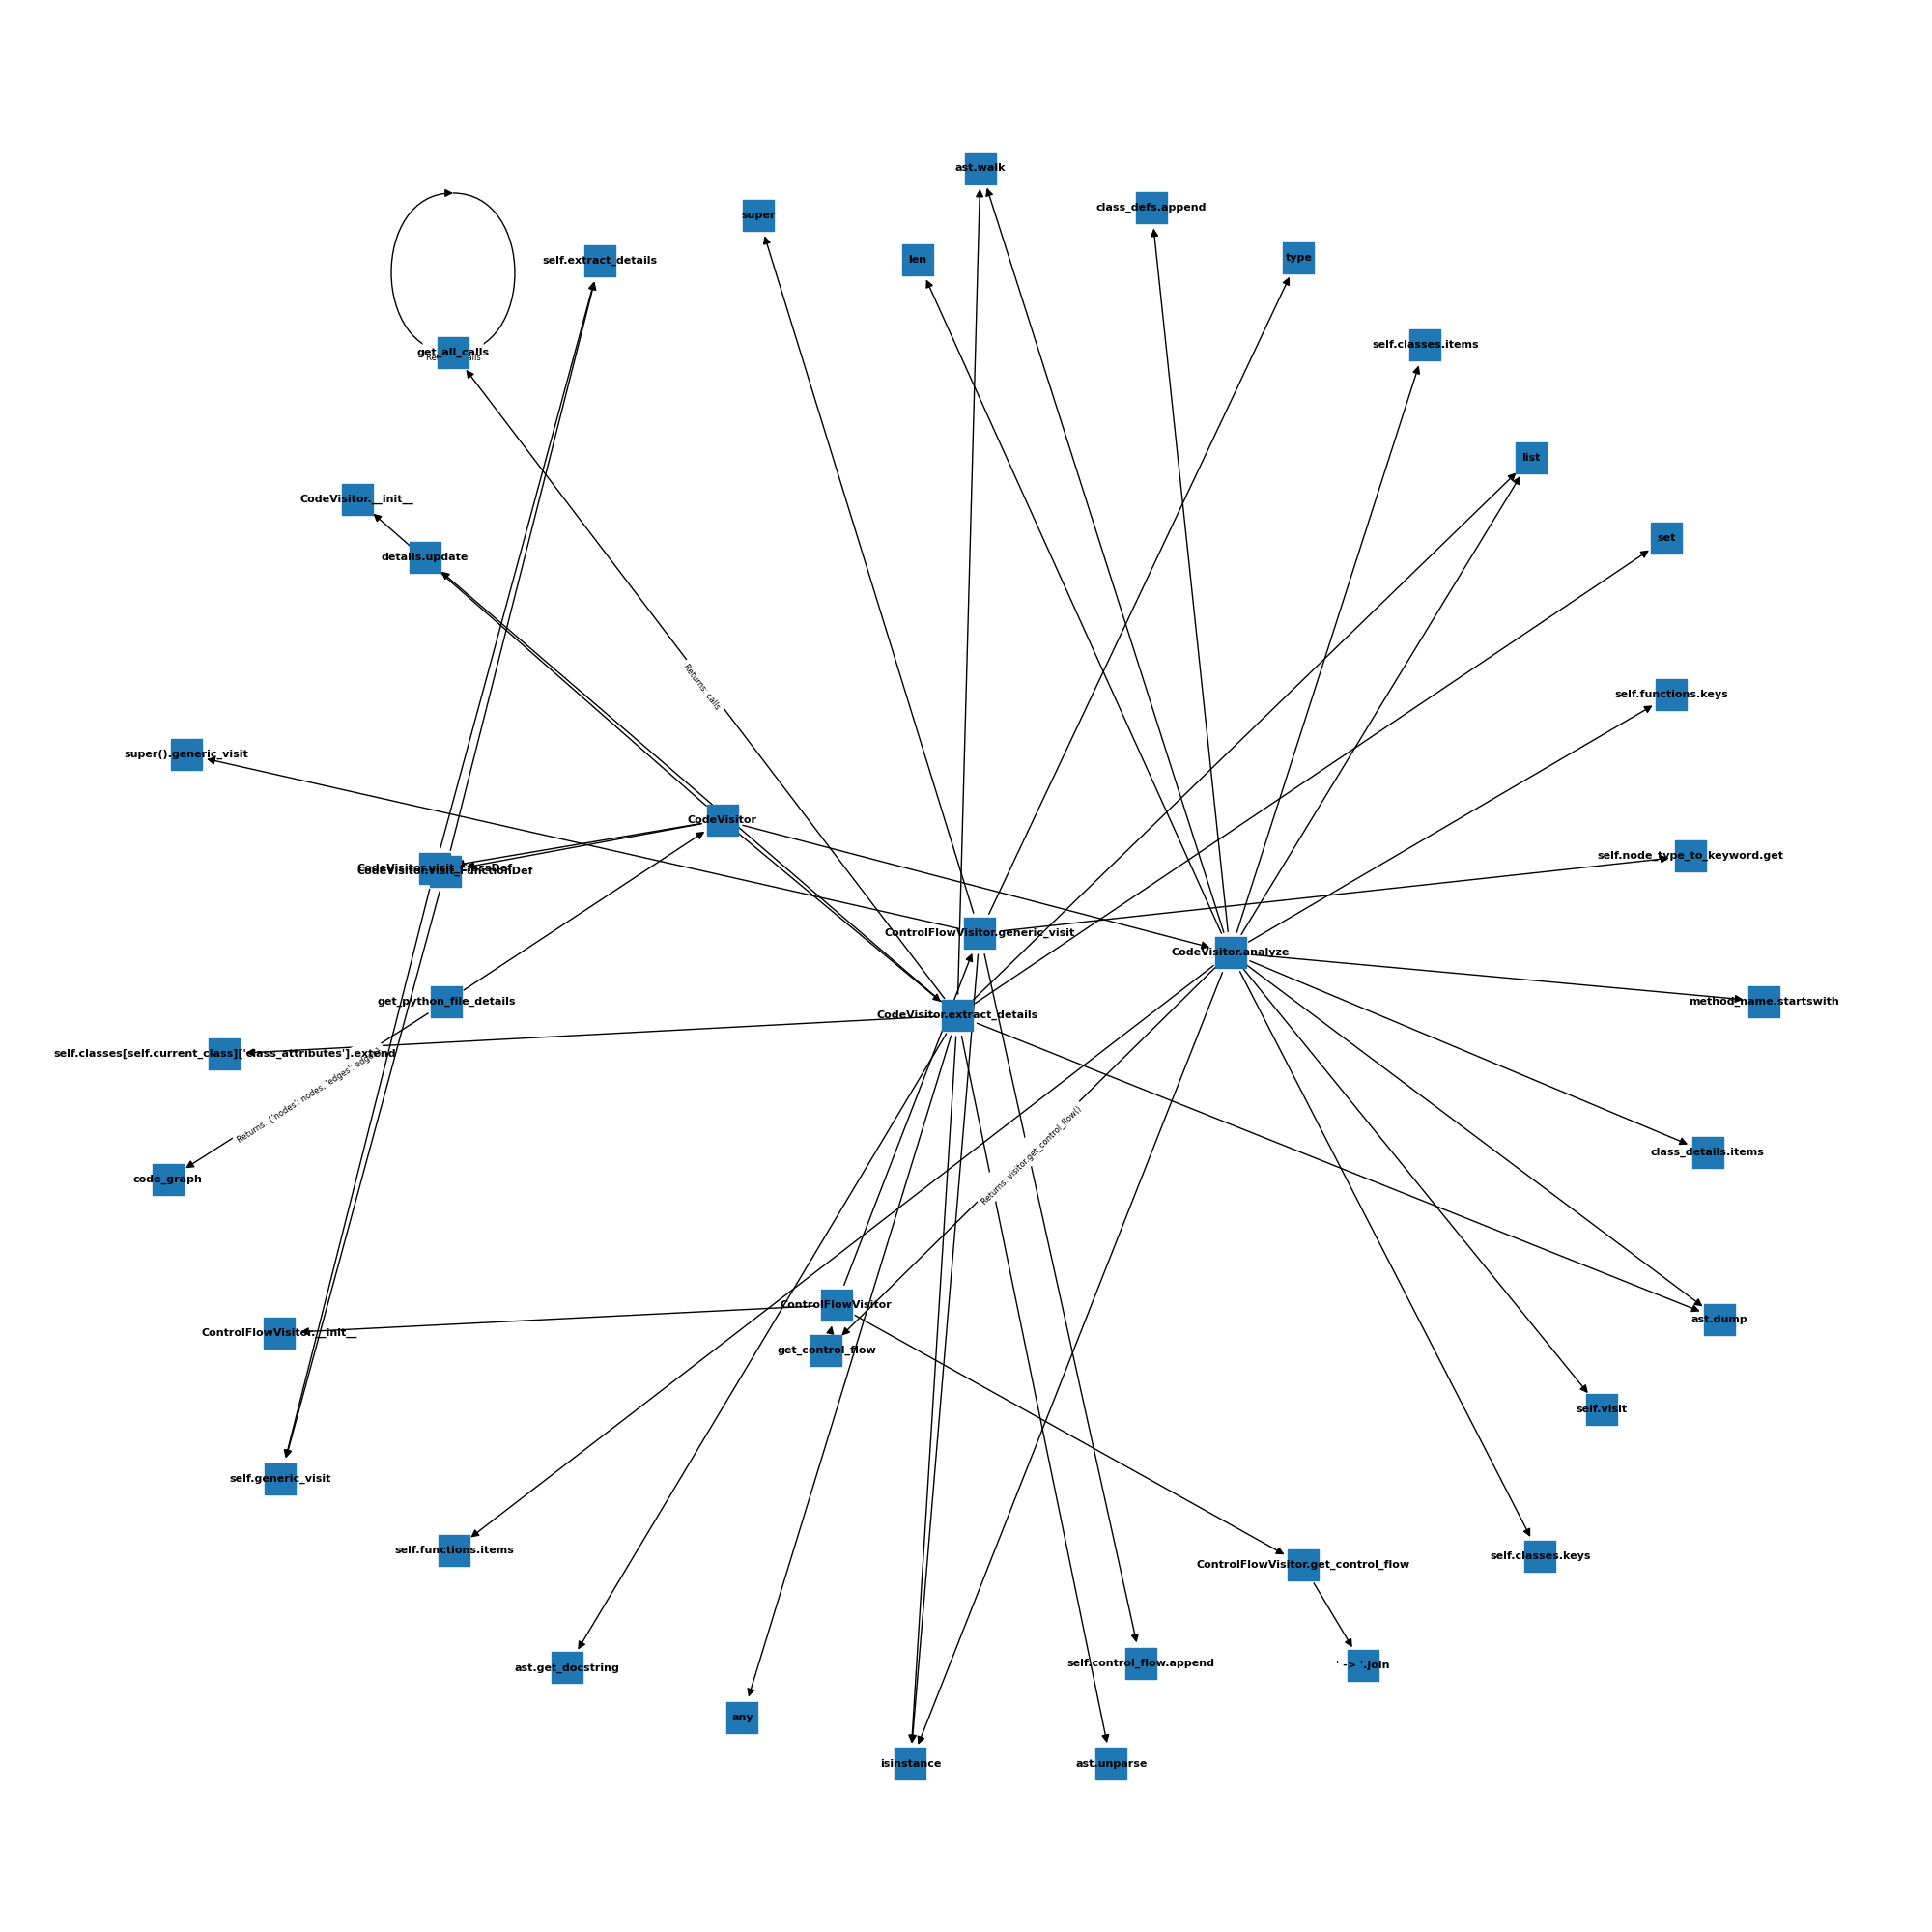 ast.walk
class_defs.append
super
type
len
self.extract_details
self.classes.items
get_all_calls
list
CodeVisitor.__init__
set
details.update
Returns: calls
self.functions.keys
super().generic_visit
CodeVisitor
self.node_type_to_keyword.get
CodeVisitor.visit_ClassDef
CodeVisitor.visit_FunctionDef
ControlFlowVisitor.generic_visit
CodeVisitor.analyze
get_python_file_details
method_name.startswith
CodeVisitor.extract_details
self.classes[self.current_class]['class_attributes'].extend
Returns: {'nodes': nodes, 'edges': edges}
Returns: visitor.get_control_flow()
class_details.items
code_graph
ControlFlowVisitor
ast.dump
ControlFlowVisitor.__init__
get_control_flow
self.visit
self.generic_visit
self.functions.items
self.classes.keys
ControlFlowVisitor.get_control_flow
self.control_flow.append
' -> '.join
ast.get_docstring
any
isinstance
ast.unparse